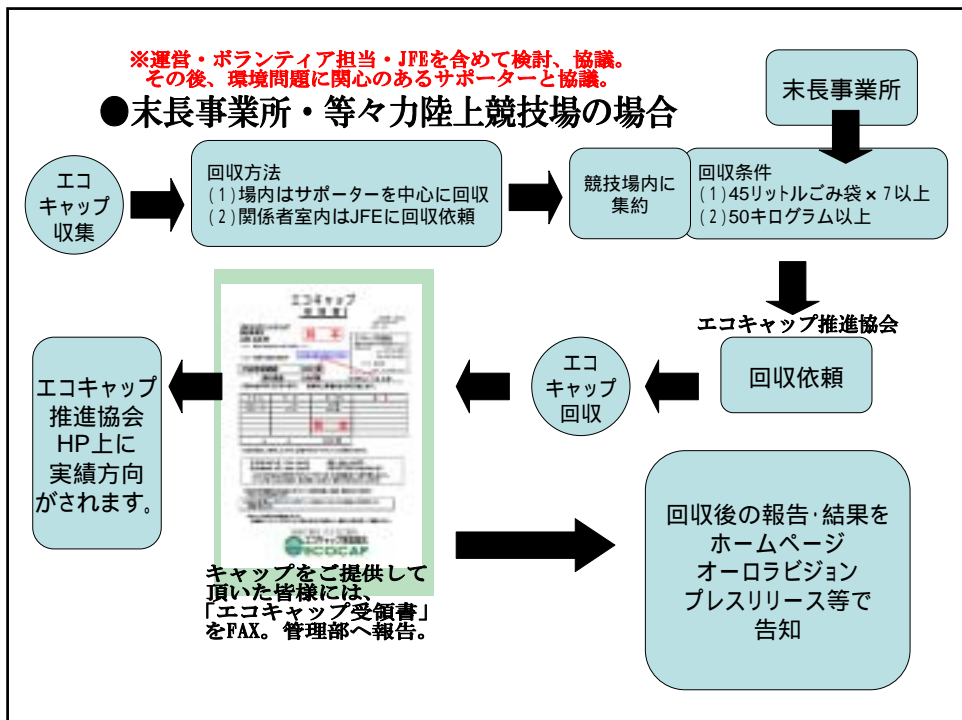 ※運営・ボランティア担当・JFEを含めて検討、協議。
その後、環境問題に関心のあるサポーターと協議。
●末長事業所・等々力陸上競技場の場合
末長事業所
エコ
キャップ
収集
回収方法
(1)場内はサポーターを中心に回収
(2)関係者室内はJFEに回収依頼
競技場内に
集約
回収条件
(1)45リットルごみ袋×7以上
(2)50キログラム以上
エコキャップ推進協会
回収依頼
エコ
キャップ
回収
エコキャップ
見本
見本
ECOCAP
キャップをご提供して
頂いた皆様には、
「エコキャップ受領書」
をFAX。管理部へ報告。
エコキャップ
推進協会
HP上に
実績方向
がされます。
回収後の報告・結果を
ホームページ
オーロラビジョン
プレスリリース等で
告知